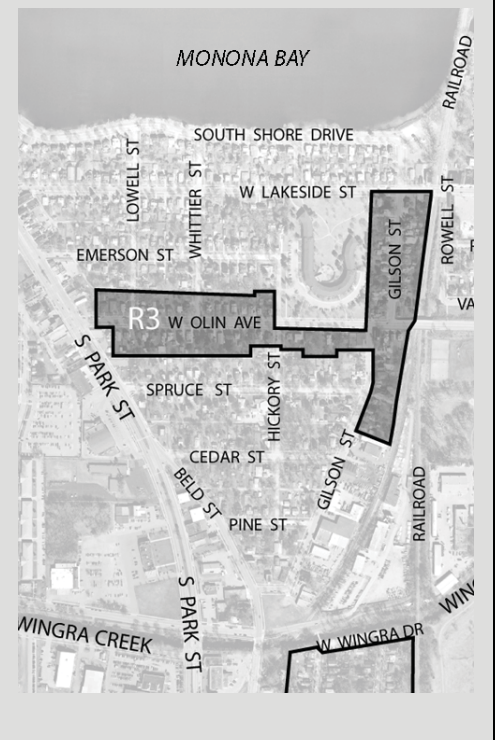 MONONA BAY
RAILROAD
SOUTH SHORE DRIVE
LOWELL ST
WHITTIER ST
W LAKESIDE ST
ROWELL ST
GILSON ST
EMERSON ST
VA
R3
W OLIN AVE
S PARK ST
SPRUCE ST
HICKORY ST
CEDAR ST
GILSON ST
BELD ST
RAILROAD
PINE ST
WING
S PARK ST
WINGRA CREEK
W WINGRA DR